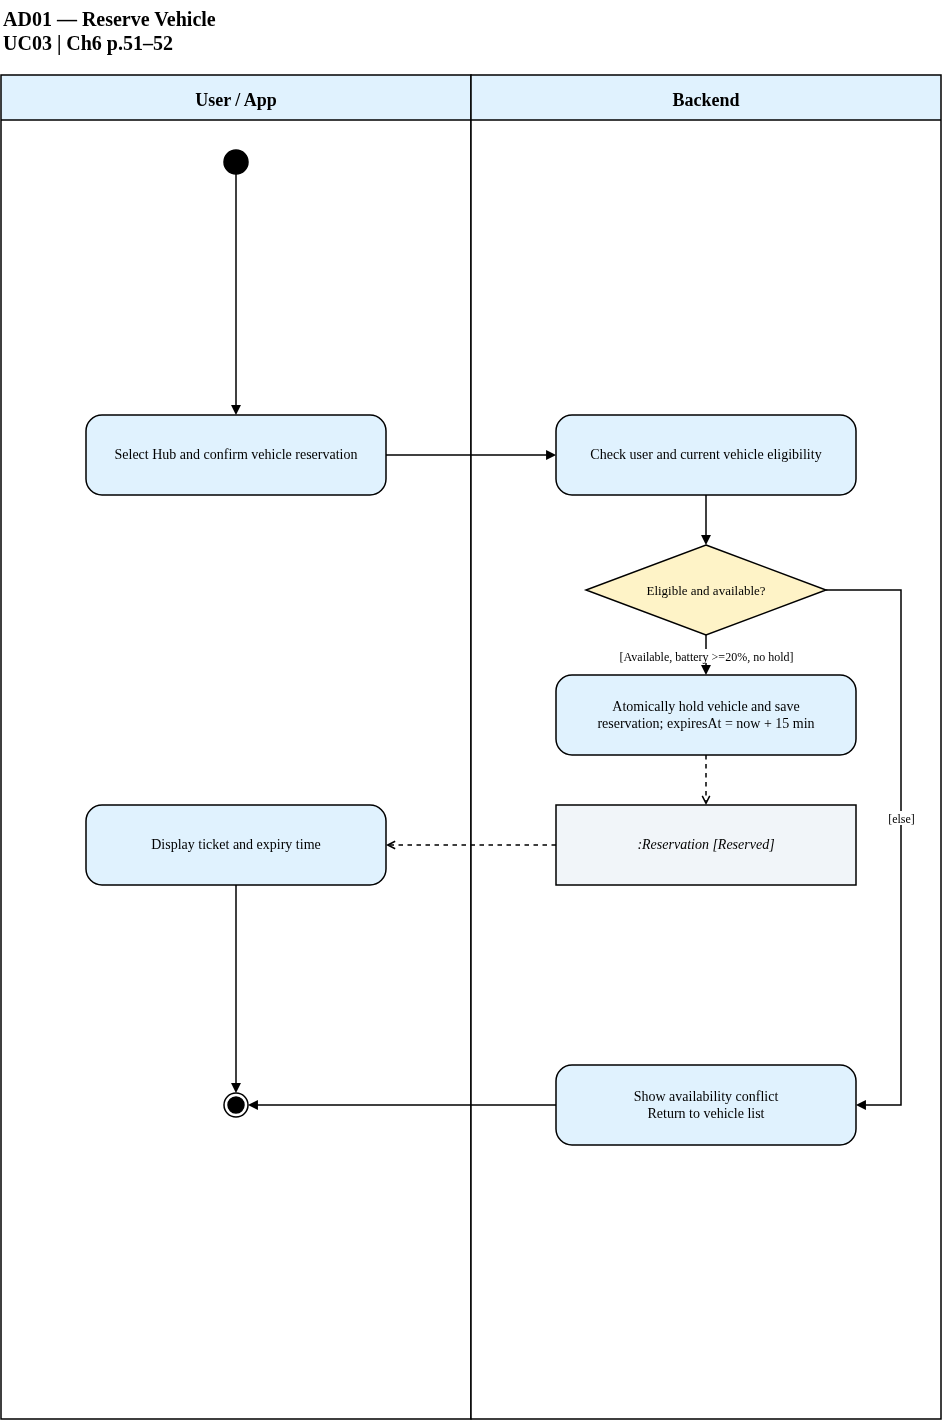 AD01 — Reserve Vehicle
UC03 | Ch6 p.51–52
User / App
Backend
Select Hub and confirm vehicle reservation
Check user and current vehicle eligibility
Eligible and available?
[Available, battery >=20%, no hold]
Atomically hold vehicle and save
reservation; expiresAt = now + 15 min
[else]
Display ticket and expiry time
:Reservation [Reserved]
Show availability conflict
Return to vehicle list